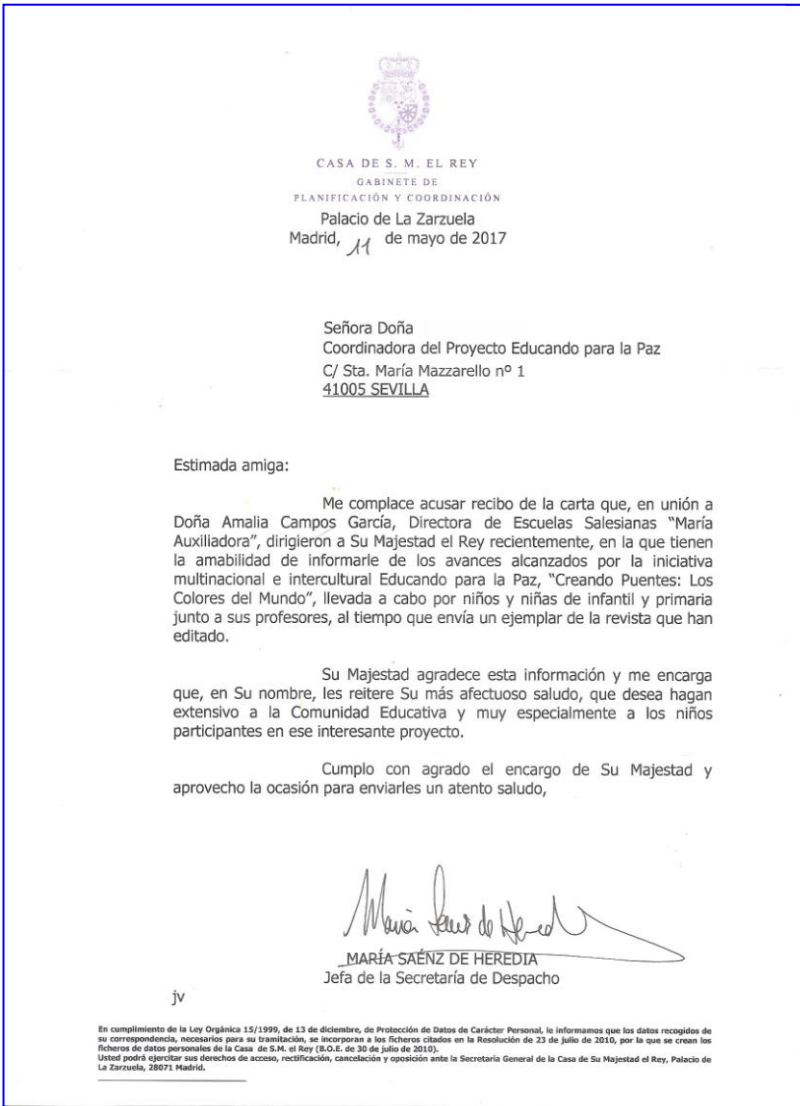 CASA DE S. M. EL REY
GABINETE DE
PLANIFICACIÓN Y COORDINACIÓN
Palacio de La Zarzuela
Madrid, 11 de mayo de 2017
Señora Doña
Coordinadora del Proyecto Educando para la Paz
C/ Sta. María Mazzarello nº 1
41005 SEVILLA
Estimada amiga:
Me complace acusar recibo de la carta que, en unión a
Doña Amalia Campos García, Directora de Escuelas Salesianas “María
Auxiliadora”, dirigieron a Su Majestad el Rey recientemente, en la que tienen
la amabilidad de informarle de los avances alcanzados por la iniciativa
multinacional e intercultural Educando para la Paz, “Creando Puentes: Los
Colores del Mundo”, llevada a cabo por niños y niñas de infantil y primaria
junto a sus profesores, al tiempo que envía un ejemplar de la revista que han
editado.
Su Majestad agradece esta información y me encarga
que, en Su nombre, les reitere Su más afectuoso saludo, que desea hagan
extensivo a la Comunidad Educativa y muy especialmente a los niños
participantes en ese interesante proyecto.
Cumplo con agrado el encargo de Su Majestad y
aprovecho la ocasión para enviarles un atento saludo,
María Saenz de Hered
MARÍA SAÉNZ DE HEREDIA
Jefa de la Secretaría de Despacho
jv
En cumplimiento de la Ley Orgánica 15/1999, de 13 de diciembre, de Protección de Datos de Carácter Personal, le informamos que los datos recogidos de
su correspondencia, necesarios para su tramitación, se incorporan a los ficheros citados en la Resolución de 23 de julio de 2010, por la que se crean los
ficheros de datos personales de la Casa de S.M. el Rey (B.O.E. de 30 de julio de 2010).
Usted podrá ejercitar sus derechos de acceso, rectificación, cancelación y oposición ante la Secretaría General de la Casa de Su Majestad el Rey, Palacio de
La Zarzuela, 28071 Madrid.